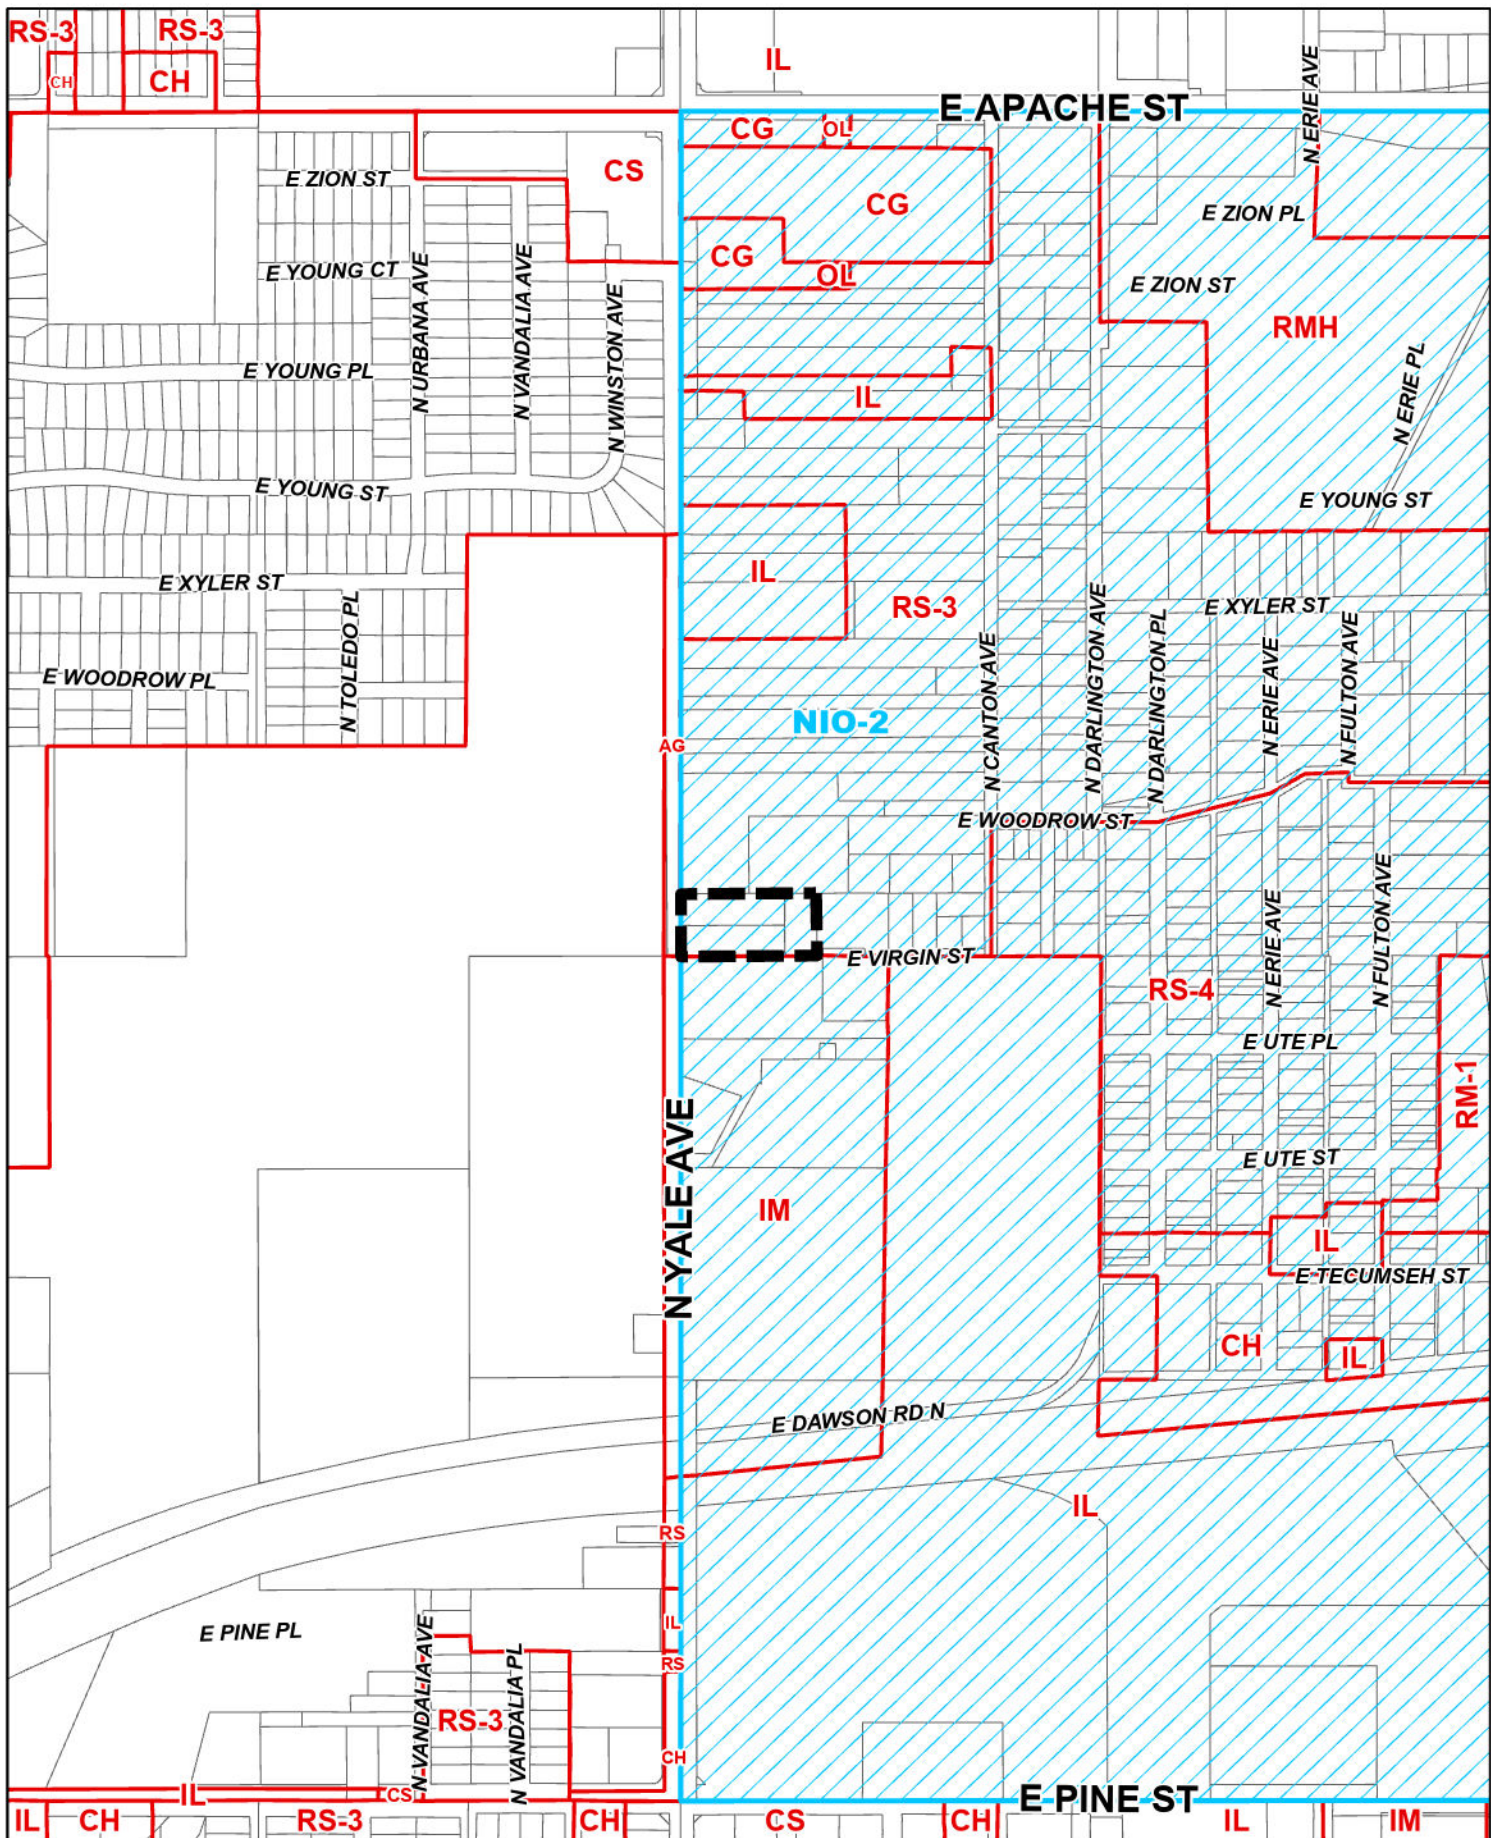 RS-3
RS-3
CH
CH
IL
E APACHE ST
N ERIE AVE
CG
OL
CS
CG
E ZION ST
E ZION PL
CG
OL
E YOUNG CT
N URBANA AVE
N VANDALIA AVE
N WINSTON AVE
E ZION ST
RMH
E YOUNG PL
IL
N ERIE PL
E YOUNG ST
E YOUNG ST
IL
RS-3
E XYLER ST
N TOLEDO PL
E XYLER ST
E WOODROW PL
N CANTON AVE
N DARLINGTON AVE
N DARLINGTON PL
N ERIE AVE
N FULTON AVE
NIO-2
AG
E WOODROW ST
N ERIE AVE
N FULTON AVE
E VIRGIN ST
RS-4
E UTE PL
RM-1
N YALE AVE
E UTE ST
IM
IL
E TECUMSEH ST
CH
IL
E DAWSON RD N
IL
RS
E PINE PL
N VANDALIA AVE
N VANDALIA PL
IL
RS
RS-3
CH
IL
CS
E PINE ST
IL
CH
RS-3
CH
CS
CH
IL
IM